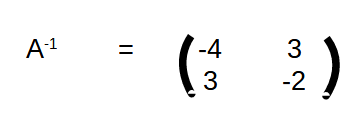 A⁻¹ = ( -4 3
3 -2 )